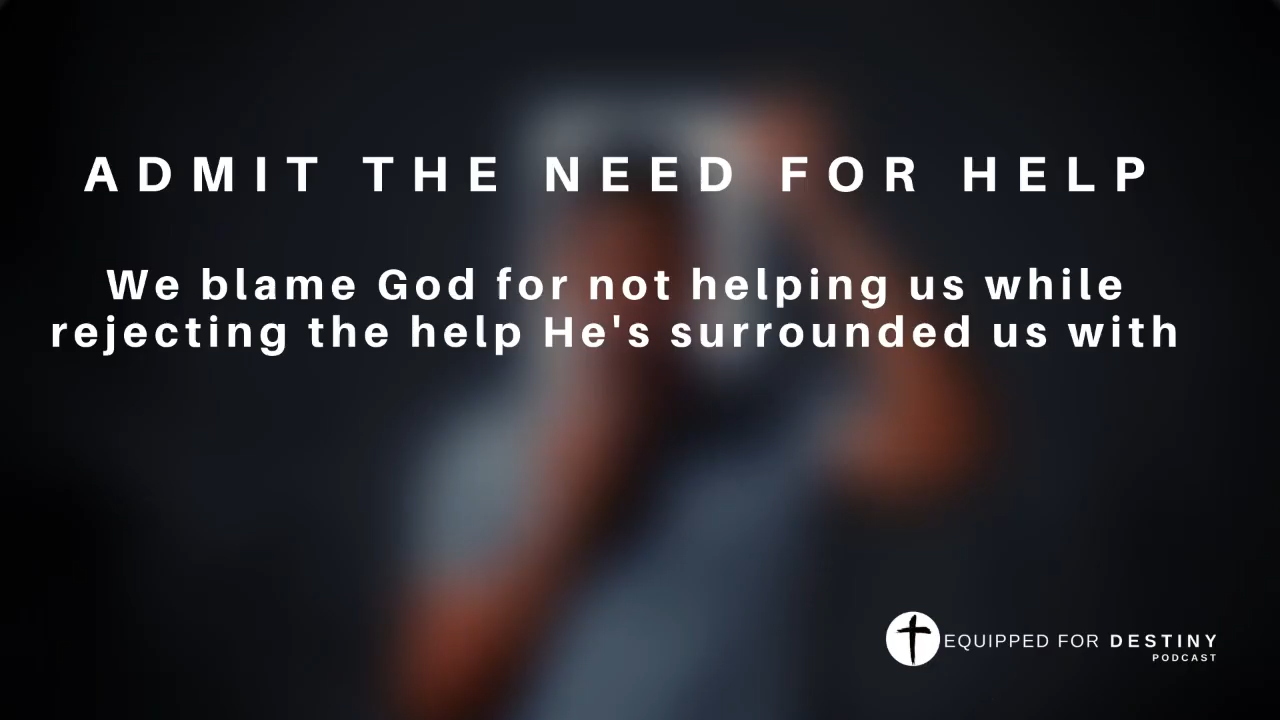 ADMIT THE NEED FOR HELP
We blame God for not helping us while
rejecting the help He's surrounded us with
EQUIPPED FOR DESTINY
PODCAST